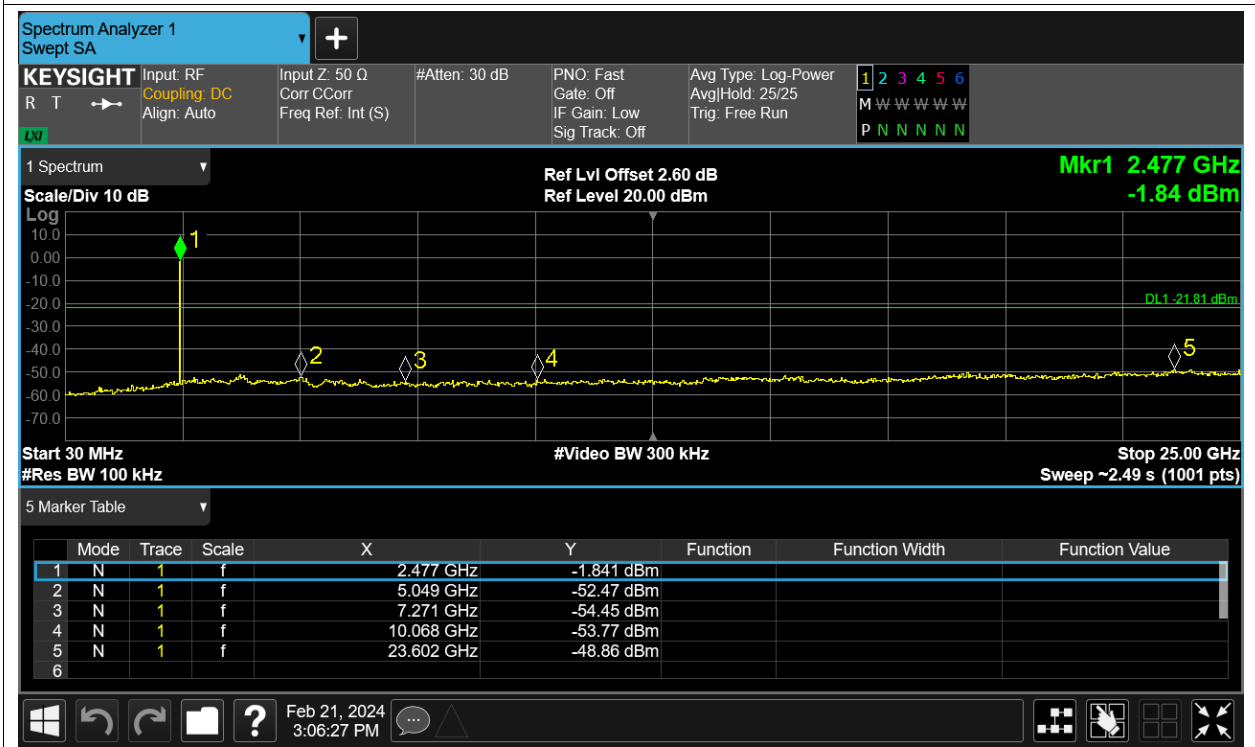 Spectrum Analyzer 1
Swept SA
KEYSIGHT
R T
LXI
Input: RF
Coupling: DC
Align: Auto
Input Z: 50 Ω
Corr CCorr
Freq Ref: Int (S)
#Atten: 30 dB
PNO: Fast
Gate: Off
IF Gain: Low
Sig Track: Off
Avg Type: Log-Power
Avg|Hold: 25/25
Trig: Free Run
1 2 3 4 5 6
M W W W W W
P N N N N N
1 Spectrum
Scale/Div 10 dB
Ref Lvl Offset 2.60 dB
Ref Level 20.00 dBm
Mkr1 2.477 GHz
-1.84 dBm
Log
10.0
0.00
-10.0
-20.0
-30.0
-40.0
-50.0
-60.0
-70.0
1
2
3
4
5
DL1 -21.81 dBm
Start 30 MHz
#Res BW 100 kHz
#Video BW 300 kHz
Stop 25.00 GHz
Sweep ~2.49 s (1001 pts)
5 Marker Table
Mode Trace Scale X Y Function Function Width Function Value
1 N 1 f 2.477 GHz -1.841 dBm
2 N 1 f 5.049 GHz -52.47 dBm
3 N 1 f 7.271 GHz -54.45 dBm
4 N 1 f 10.068 GHz -53.77 dBm
5 N 1 f 23.602 GHz -48.86 dBm
6
?
Feb 21, 2024
3:06:27 PM